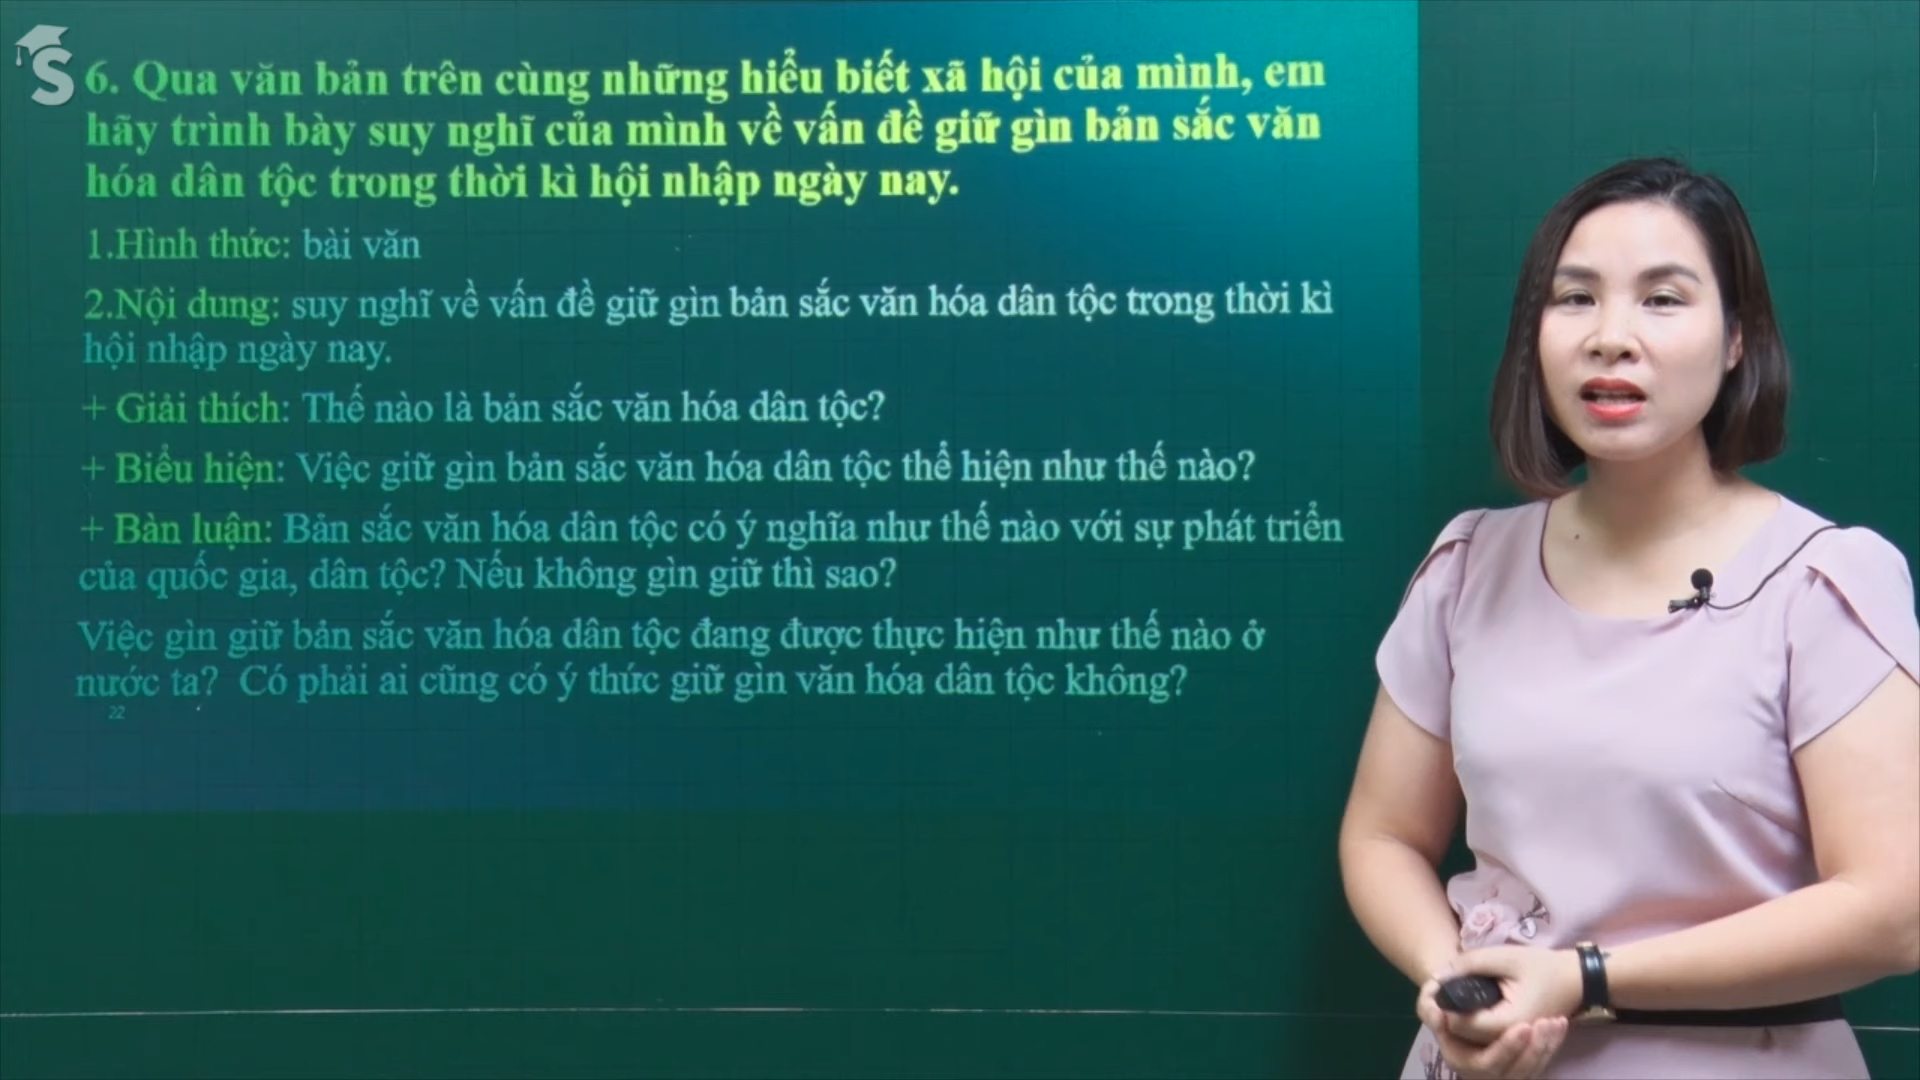 S
6. Qua văn bản trên cùng những hiểu biết xã hội của mình, em
hãy trình bày suy nghĩ của mình về vấn đề giữ gìn bản sắc văn
hóa dân tộc trong thời kì hội nhập ngày nay.
1.Hình thức: bài văn
2.Nội dung: suy nghĩ về vấn đề giữ gìn bản sắc văn hóa dân tộc trong thời kì
hội nhập ngày nay.
+ Giải thích: Thế nào là bản sắc văn hóa dân tộc?
+ Biểu hiện: Việc giữ gìn bản sắc văn hóa dân tộc thể hiện như thế nào?
+ Bàn luận: Bản sắc văn hóa dân tộc có ý nghĩa như thế nào với sự phát triển
của quốc gia, dân tộc? Nếu không gìn giữ thì sao?
Việc gìn giữ bản sắc văn hóa dân tộc đang được thực hiện như thế nào ở
nước ta? Có phải ai cũng có ý thức giữ gìn văn hóa dân tộc không?
22